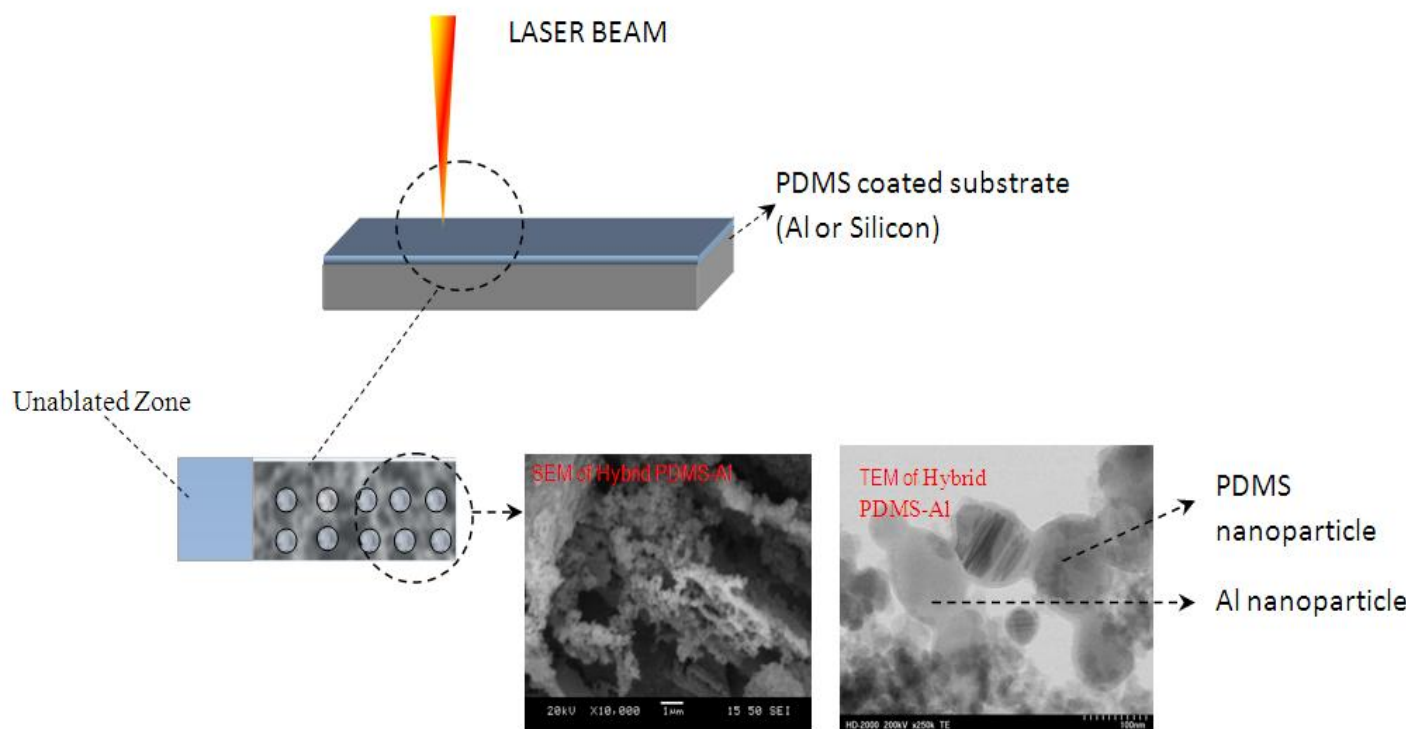 LASER BEAM
PDMS coated substrate
(Al or Silicon)
Unablated Zone
SEM of Hybrid PDMS-Al
20kV X10,000 1μm 15 50 SEI
TEM of Hybrid
PDMS-Al
HD-2000 200kV x250k TE 100nm
PDMS
nanoparticle
Al nanoparticle